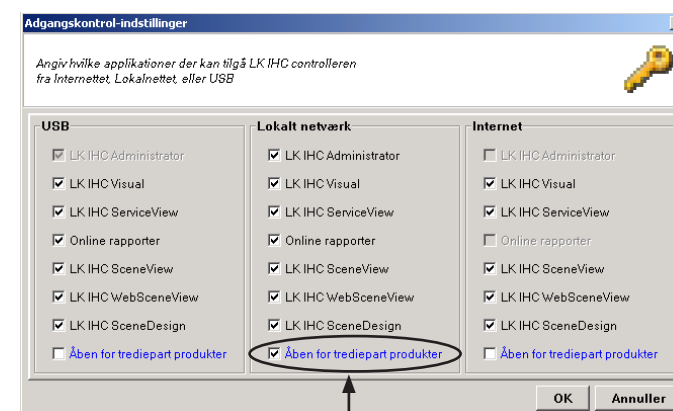 Adgangskontrol-indstillinger
Angiv hvilke applikationer der kan tilgå LK IHC controlleren
fra Internettet, Lokalnettet, eller USB
USB
LK IHC Administrator
LK IHC Visual
LK IHC ServiceView
Online rapporter
LK IHC SceneView
LK IHC WebSceneView
LK IHC SceneDesign
Åben for trediepart produkter
Lokalt netværk
LK IHC Administrator
LK IHC Visual
LK IHC ServiceView
Online rapporter
LK IHC SceneView
LK IHC WebSceneView
LK IHC SceneDesign
Åben for trediepart produkter
Internet
LK IHC Administrator
LK IHC Visual
LK IHC ServiceView
Online rapporter
LK IHC SceneView
LK IHC WebSceneView
LK IHC SceneDesign
Åben for trediepart produkter
OK
Annuller